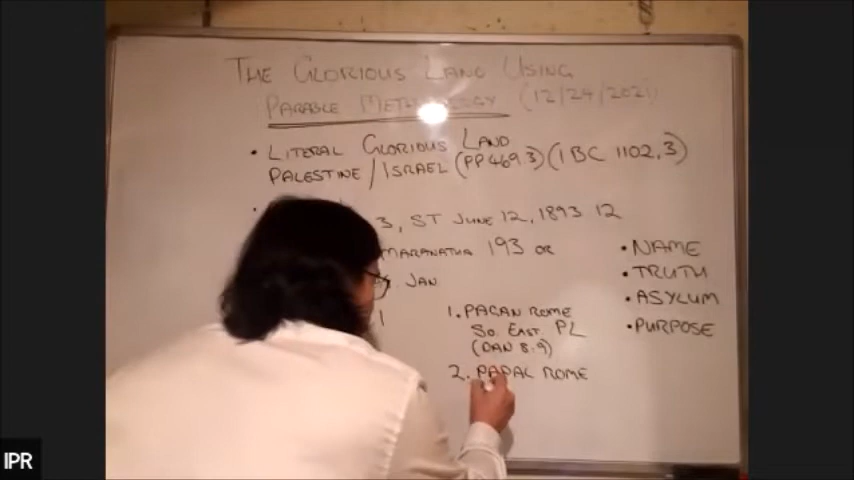 THE GLORIOUS LAND USING
PARABLE METHODOLOGY (12/24/2021)
• LITERAL GLORIOUS LAND
PALESTINE/ISRAEL (PP 469.3) (1BC 1102,3)
3, ST JUNE 12, 1893 12
MARANATHA 193 OR
JAN
1
1. PAGAN ROME
SO. EAST. PL
(DAN 8.9)
2. PAPAL ROME
• NAME
• TRUTH
• ASYLUM
• PURPOSE
IPR